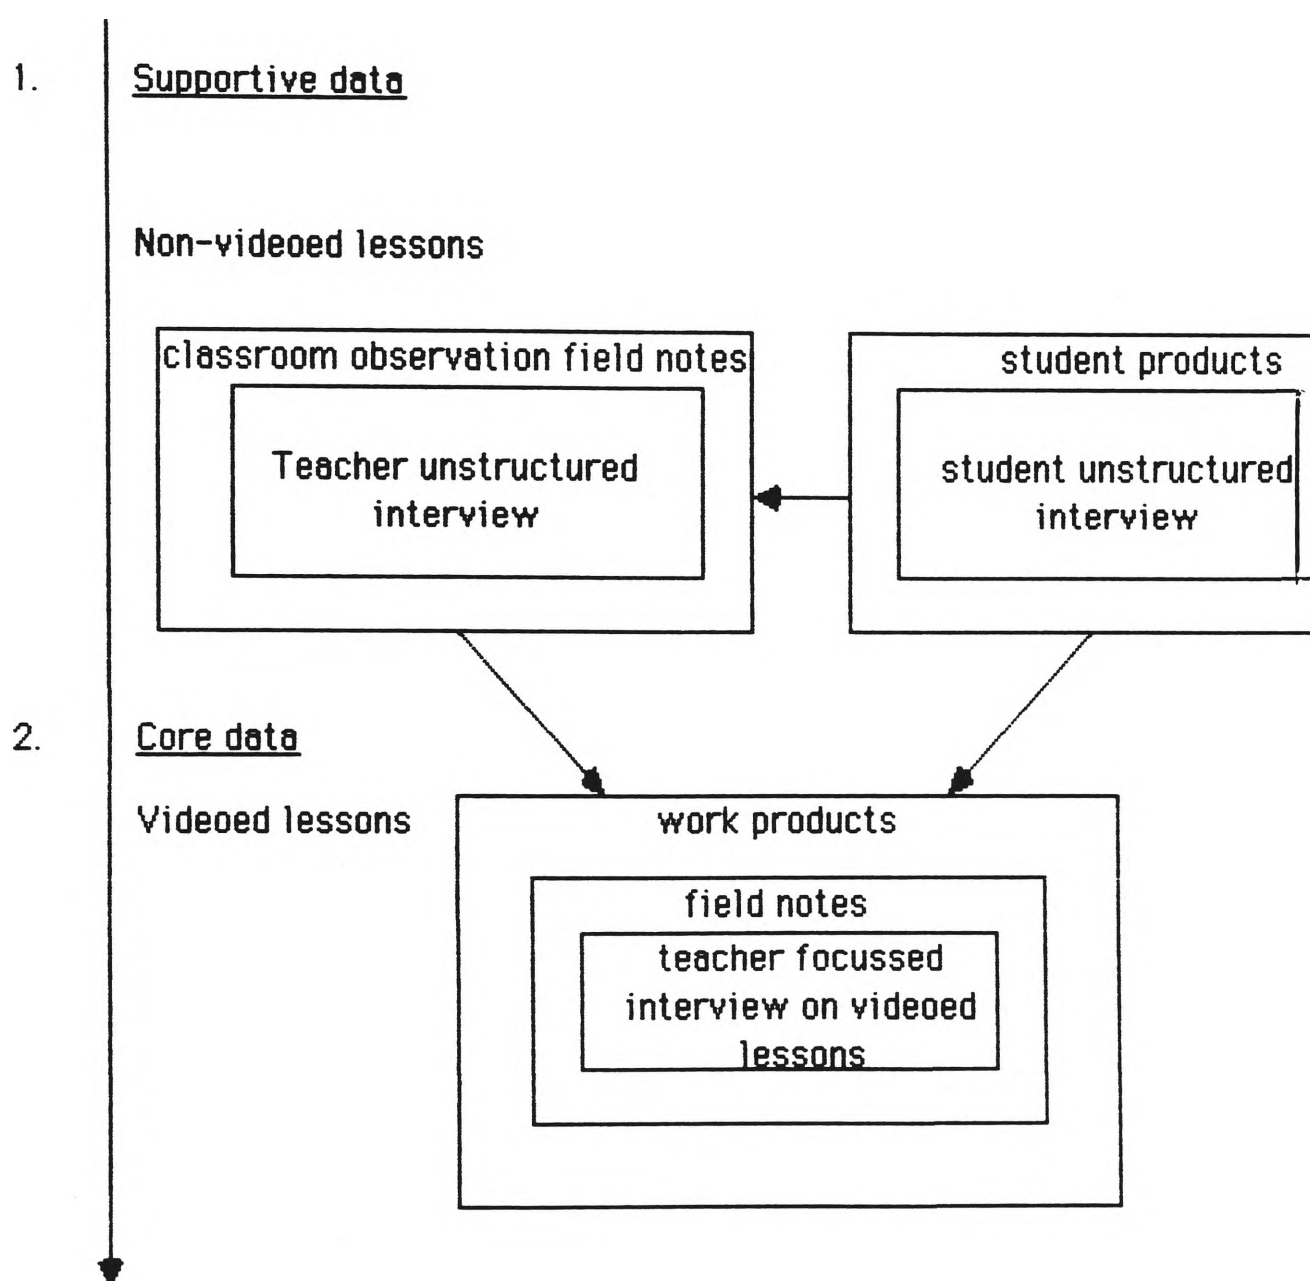 1.
Supportive data
Non-videoed lessons
classroom observation field notes
Teacher unstructured
interview
student products
student unstructured
interview
2.
Core data
Videoed lessons
work products
field notes
teacher focussed
interview on videoed
lessons